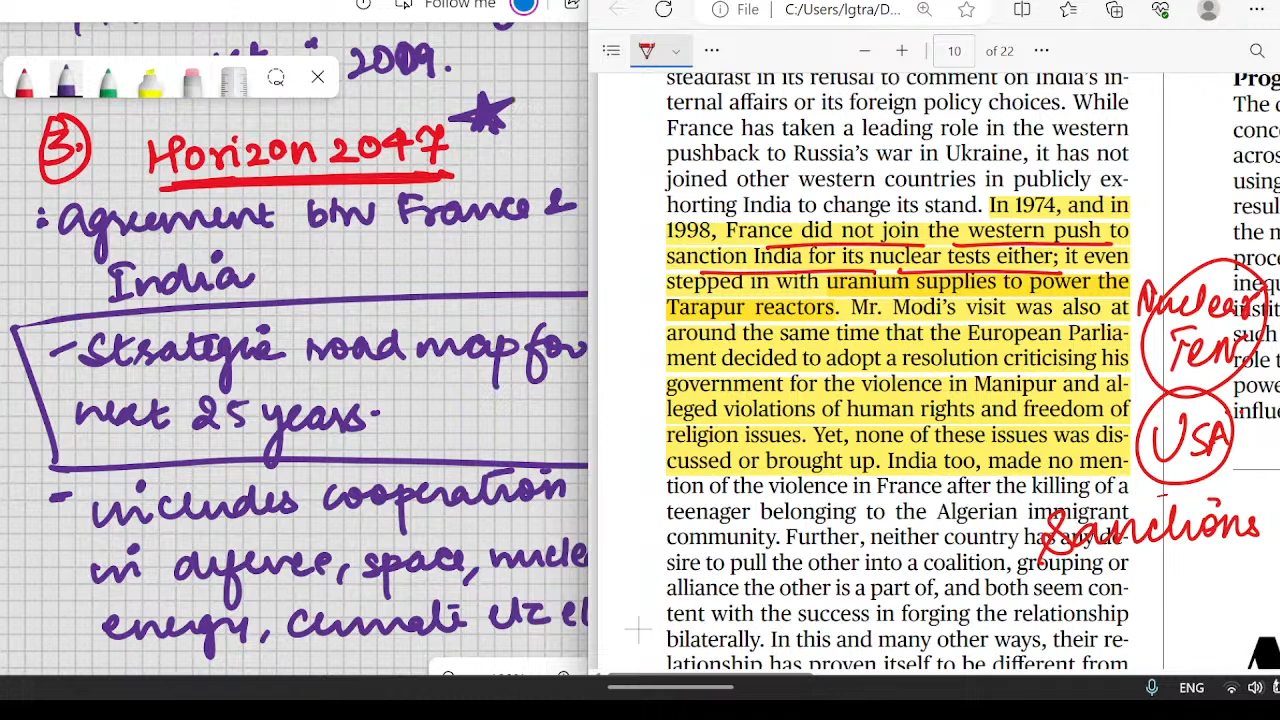 Follow me
2009.
3. Horizon 2047
: agreement btw France &
India
- Strategic road map for
next 25 years.
- includes cooperation
in defence, space, nucle
energy, climate etc e
File
C:/Users/lgtra/D...
10 of 22
steadfast in its refusal to comment on India's in-
ternal affairs or its foreign policy choices. While
France has taken a leading role in the western
pushback to Russia's war in Ukraine, it has not
joined other western countries in publicly ex-
horting India to change its stand. In 1974, and in
1998, France did not join the western push to
sanction India for its nuclear tests either; it even
stepped in with uranium supplies to power the
Tarapur reactors. Mr. Modi's visit was also at
around the same time that the European Parlia-
ment decided to adopt a resolution criticising his
government for the violence in Manipur and al-
leged violations of human rights and freedom of
religion issues. Yet, none of these issues was dis-
cussed or brought up. India too, made no men-
tion of the violence in France after the killing of a
teenager belonging to the Algerian immigrant
community. Further, neither country has any de-
sire to pull the other into a coalition, grouping or
alliance the other is a part of, and both seem con-
tent with the success in forging the relationship
bilaterally. In this and many other ways, their re-
lationship has proven itself to be different from
Nuclear
USA
Sanctions
Prog
The c
conc
acros
using
resul
the m
proce
inequ
instit
such
role t
powe
influe
ENG